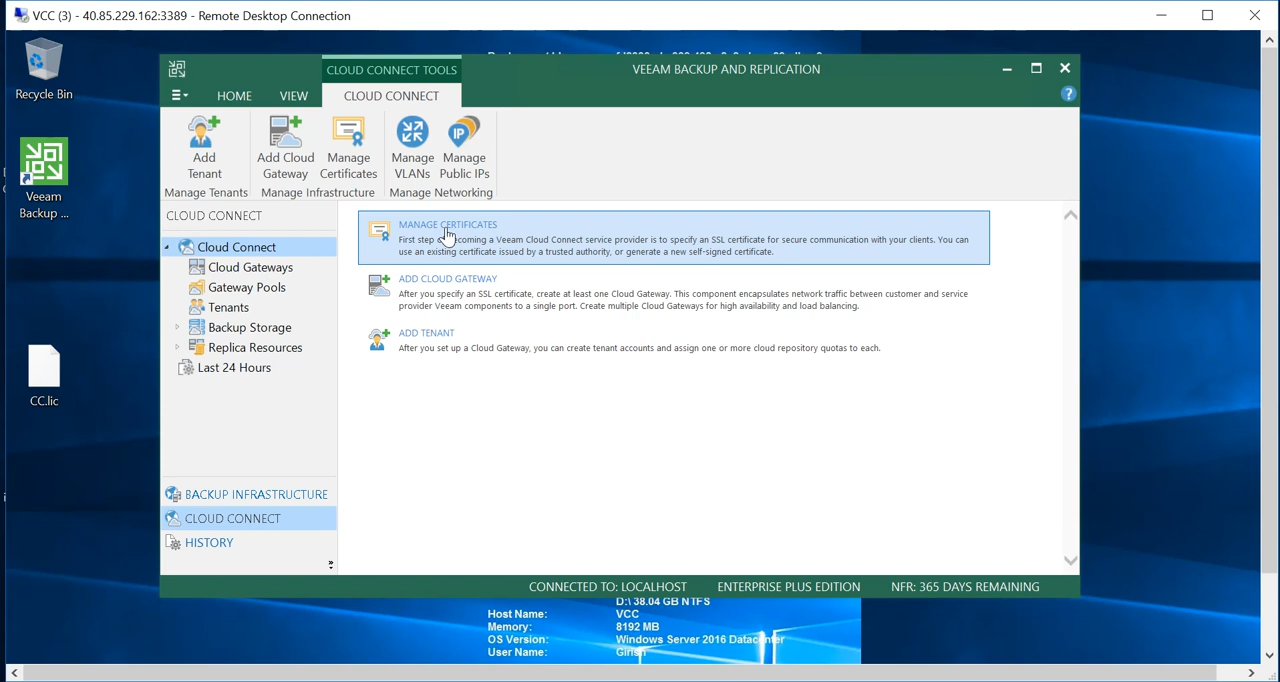 VCC (3) - 40.85.229.162:3389 - Remote Desktop Connection
Recycle Bin
Veeam
Backup ...
CC.lic
CLOUD CONNECT TOOLS
VEEAM BACKUP AND REPLICATION
HOME
VIEW
CLOUD CONNECT
Add
Tenant
Add Cloud
Gateway
Manage
Certificates
Manage
VLANs
IP
Manage
Public IPs
Manage Tenants
Manage Infrastructure
Manage Networking
CLOUD CONNECT
Cloud Connect
Cloud Gateways
Gateway Pools
Tenants
Backup Storage
Replica Resources
Last 24 Hours
BACKUP INFRASTRUCTURE
CLOUD CONNECT
HISTORY
MANAGE CERTIFICATES
First step coming a Veeam Cloud Connect service provider is to specify an SSL certificate for secure communication with your clients. You can
use an existing certificate issued by a trusted authority, or generate a new self-signed certificate.
ADD CLOUD GATEWAY
After you specify an SSL certificate, create at least one Cloud Gateway. This component encapsulates network traffic between customer and service
provider Veeam components to a single port. Create multiple Cloud Gateways for high availability and load balancing.
ADD TENANT
After you set up a Cloud Gateway, you can create tenant accounts and assign one or more cloud repository quotas to each.
CONNECTED TO: LOCALHOST
ENTERPRISE PLUS EDITION
NFR: 365 DAYS REMAINING
D:\ 38.04 GB NTFS
Host Name: VCC
Memory: 8192 MB
OS Version: Windows Server 2016 Datacenter
User Name: Girish